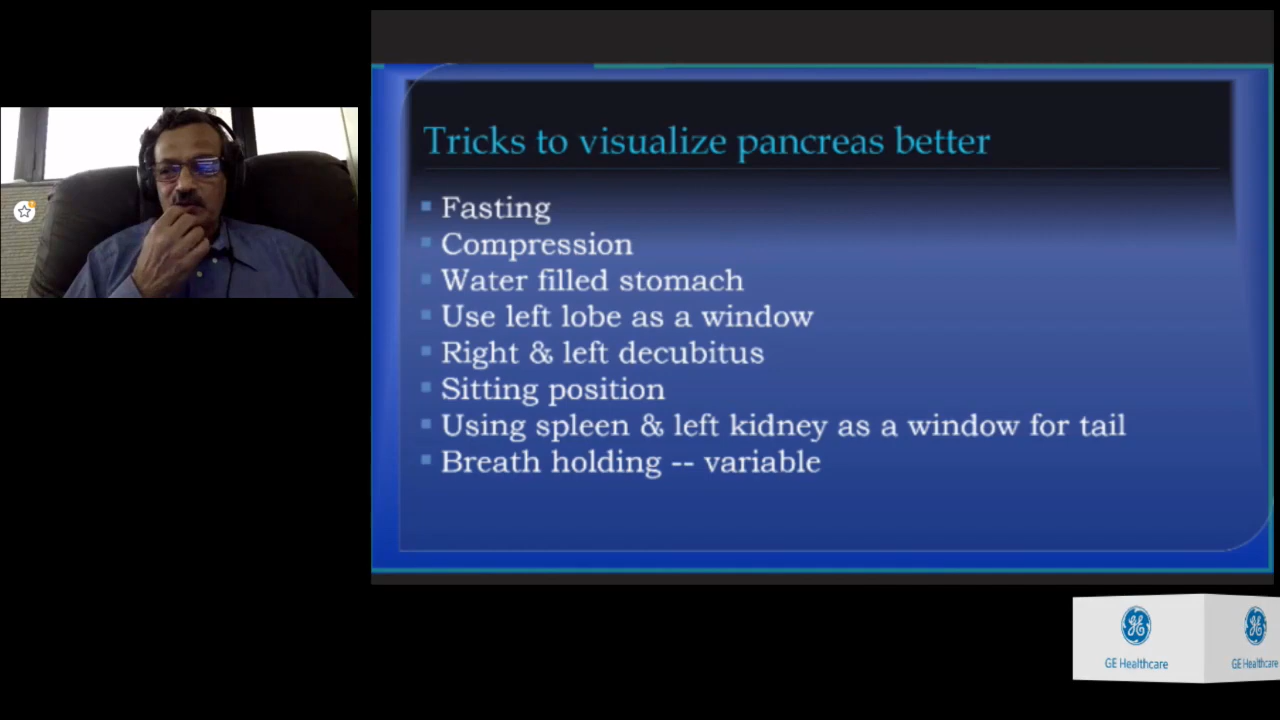 Tricks to visualize pancreas better
Fasting
Compression
Water filled stomach
Use left lobe as a window
Right & left decubitus
Sitting position
Using spleen & left kidney as a window for tail
Breath holding -- variable
GE Healthcare
GE Healthcare